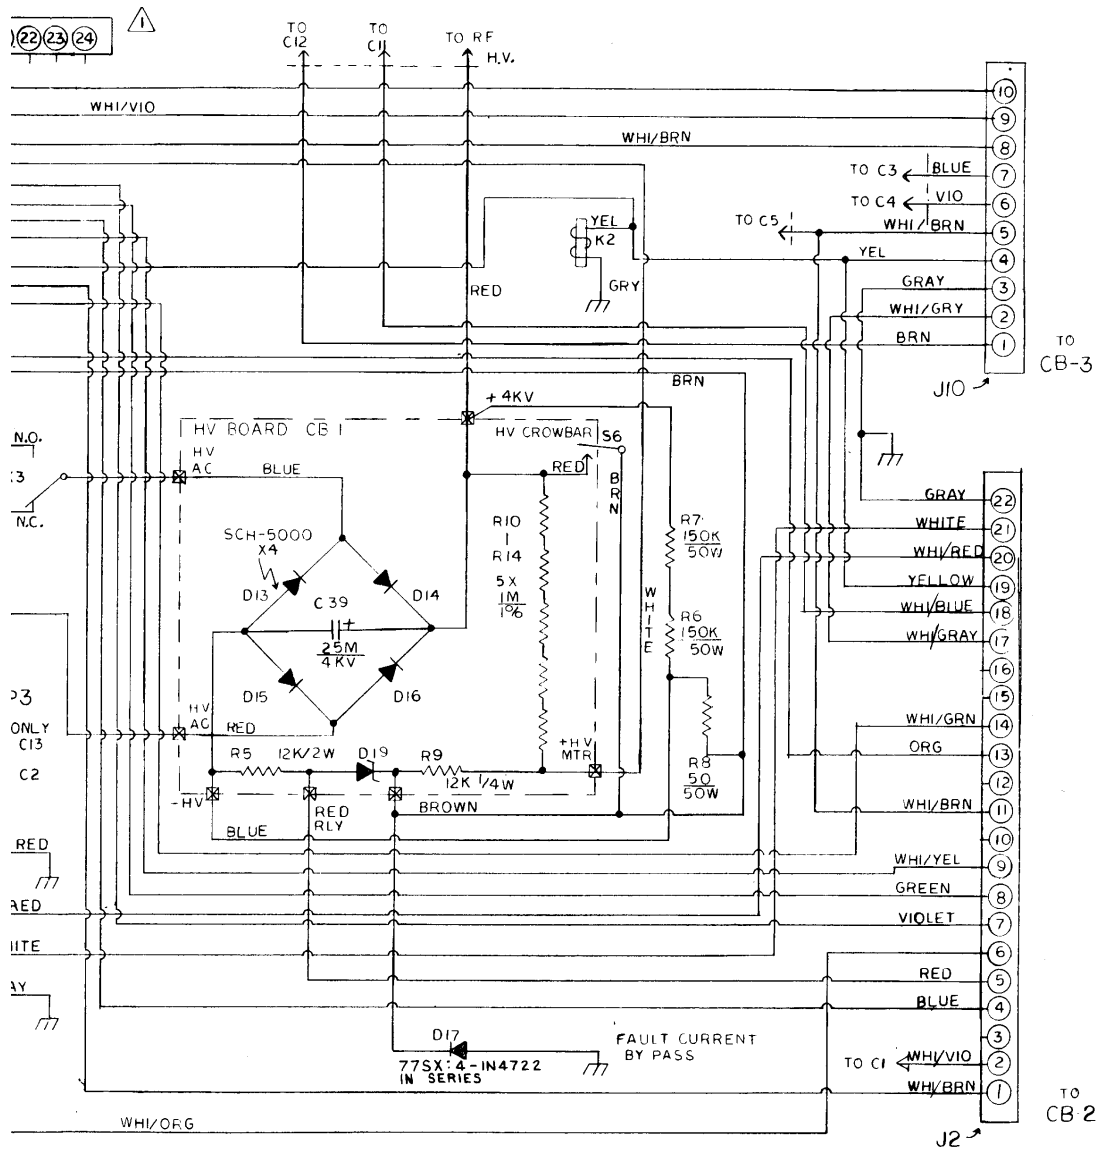 22 23 24
1
TO C12
TO C11
TO RF H.V.
WHI/VIO
WHI/BRN
10
9
8
7
6
5
4
3
2
1
TO C3
BLUE
TO C4
VIO
TO C5
WHI/BRN
YEL
GRAY
WHI/GRY
BRN
TO
CB-3
J10
YEL
K2
GRY
RED
BRN
+ 4KV
HV BOARD CB 1
HV CROWBAR
S6
N.O.
N.C.
HV
AC
BLUE
RED
BRN
SCH-5000
X4
D13
D14
C39
+
25M
4KV
D15
D16
R10
-
R14
5 X
1M
1%
R7
150K
50W
R6
150K
50W
WHITE
R8
50
50W
HV
AC
RED
R5
12K/2W
D19
R9
12K 1/4W
+HV
MTR
-HV
RED
RLY
BROWN
BLUE
ONLY
C13
C2
RED
WHI/ORG
D17
77SX:4-IN4722
IN SERIES
FAULT CURRENT
BY PASS
GRAY
22
WHITE
21
WHI/RED
20
YELLOW
19
WHI/BLUE
18
WHI/GRAY
17
16
15
WHI/GRN
14
ORG
13
12
WHI/BRN
11
10
WHI/YEL
9
GREEN
8
VIOLET
7
6
RED
5
BLUE
4
3
TO C1
WHI/VIO
2
WHI/BRN
1
TO
CB-2
J2